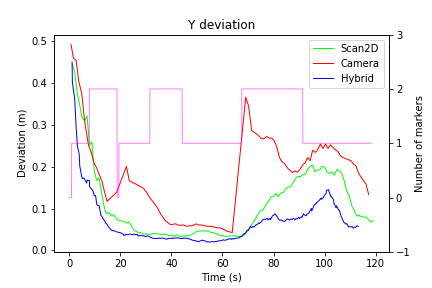 Y deviation
Scan2D
Camera
Hybrid
Deviation (m)
0.5
0.4
0.3
0.2
0.1
0.0
3
2
1
0
−1
Number of markers
0
20
40
60
80
100
120
Time (s)